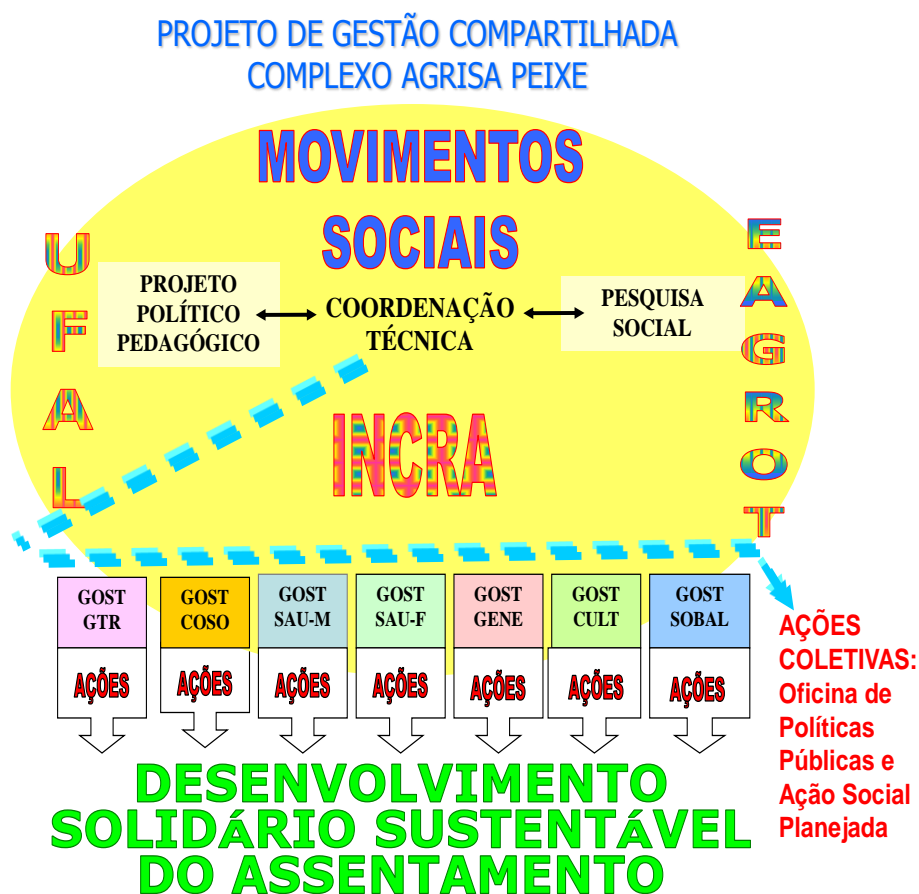 PROJETO DE GESTÃO COMPARTILHADA
COMPLEXO AGRISA PEIXE
MOVIMENTOS
SOCIAIS
UFAL
EAGROT
PROJETO
POLÍTICO
PEDAGÓGICO
COORDENAÇÃO
TÉCNICA
PESQUISA
SOCIAL
INCRA
GOST
GTR
GOST
COSO
GOST
SAU-M
GOST
SAU-F
GOST
GENE
GOST
CULT
GOST
SOBAL
AÇÕES
AÇÕES
AÇÕES
AÇÕES
AÇÕES
AÇÕES
AÇÕES
AÇÕES
COLETIVAS:
Oficina de
Políticas
Públicas e
Ação Social
Planejada
DESENVOLVIMENTO
SOLIDÁRIO SUSTENTÁVEL
DO ASSENTAMENTO